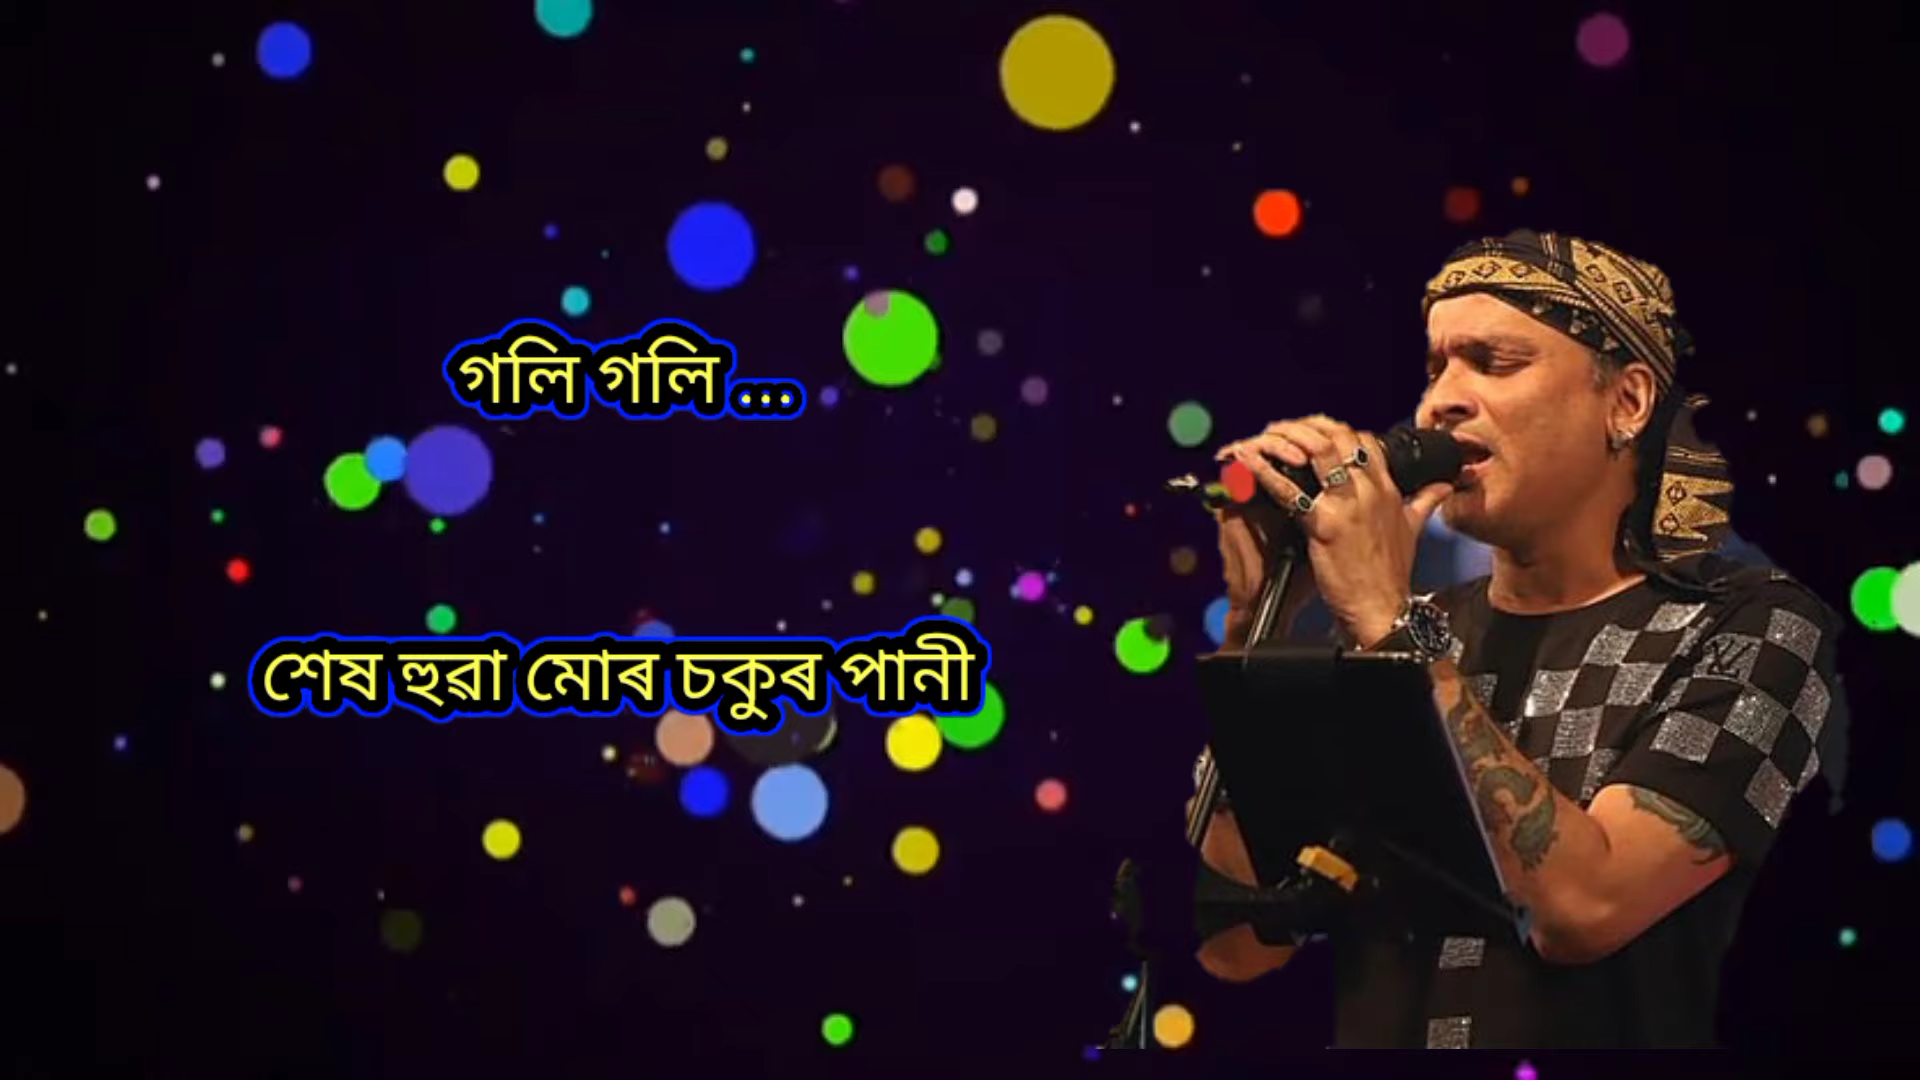 গলি গলি ...
শেষ হুৱা মোৰ চকুৰ পানী